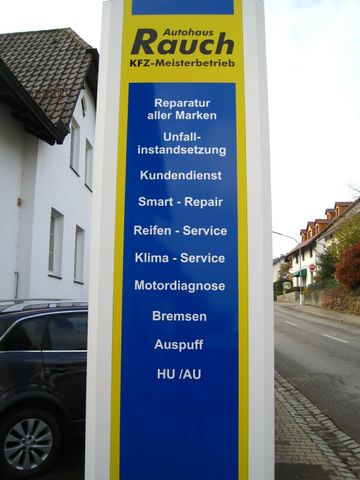 Autohaus
Rauch
KFZ-Meisterbetrieb
Reparatur
aller Marken
Unfall-
instandsetzung
Kundendienst
Smart - Repair
Reifen - Service
Klima - Service
Motordiagnose
Bremsen
Auspuff
HU /AU